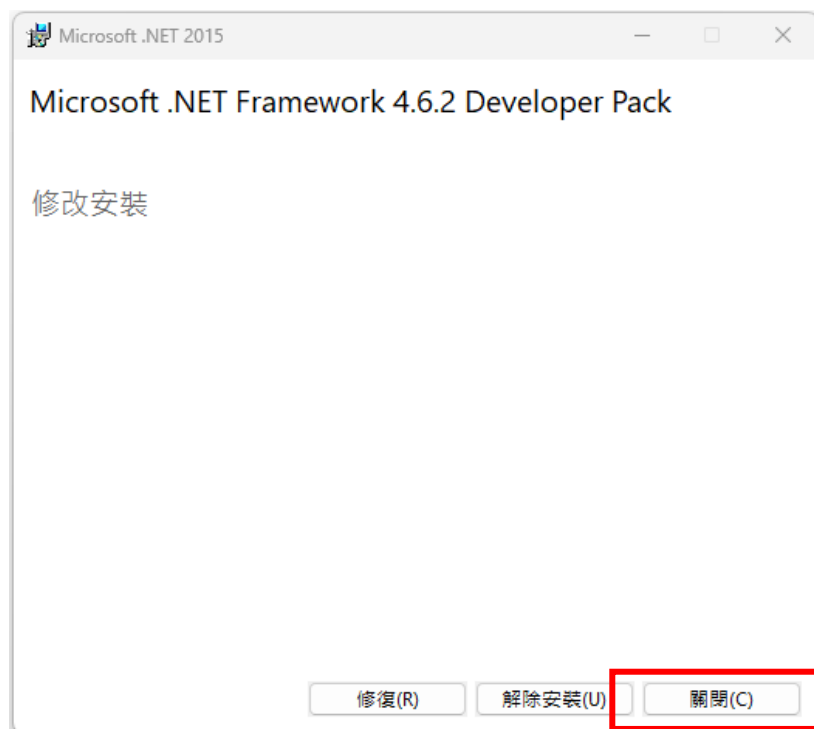 Microsoft .NET 2015
Microsoft .NET Framework 4.6.2 Developer Pack
修改安裝
修復(R)
解除安裝(U)
關閉(C)